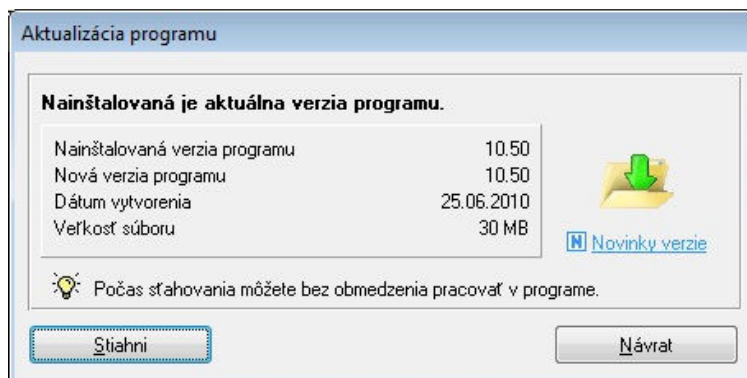 Aktualizácia programu
Nainštalovaná je aktuálna verzia programu.
Nainštalovaná verzia programu 10.50
Nová verzia programu 10.50
Dátum vytvorenia 25.06.2010
Veľkosť súboru 30 MB
N Novinky verzie
Počas sťahovania môžete bez obmedzenia pracovať v programe.
Stiahni Návrat